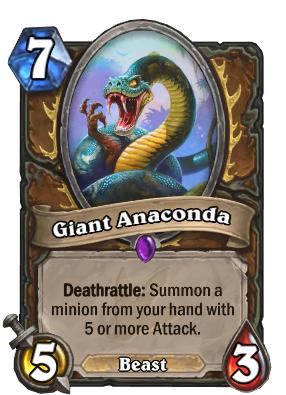 7
Giant Anaconda
Deathrattle: Summon a
minion from your hand with
5 or more Attack.
5
Beast
3